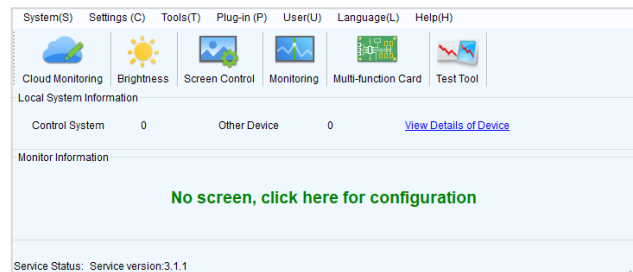 System(S) Settings (C) Tools(T) Plug-in (P) User(U) Language(L) Help(H)
Cloud Monitoring Brightness Screen Control Monitoring Multi-function Card Test Tool
Local System Information
Control System 0 Other Device 0 View Details of Device
Monitor Information
No screen, click here for configuration
Service Status: Service version:3.1.1